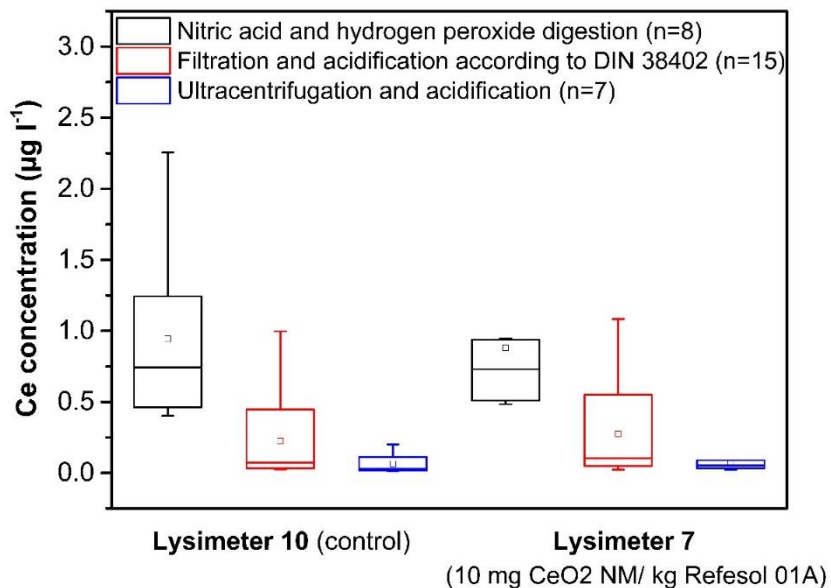 Nitric acid and hydrogen peroxide digestion (n=8)
Filtration and acidification according to DIN 38402 (n=15)
Ultracentrifugation and acidification (n=7)
Ce concentration (µg l⁻¹)
3.0
2.5
2.0
1.5
1.0
0.5
0.0
Lysimeter 10 (control)
Lysimeter 7
(10 mg CeO2 NM/ kg Refesol 01A)